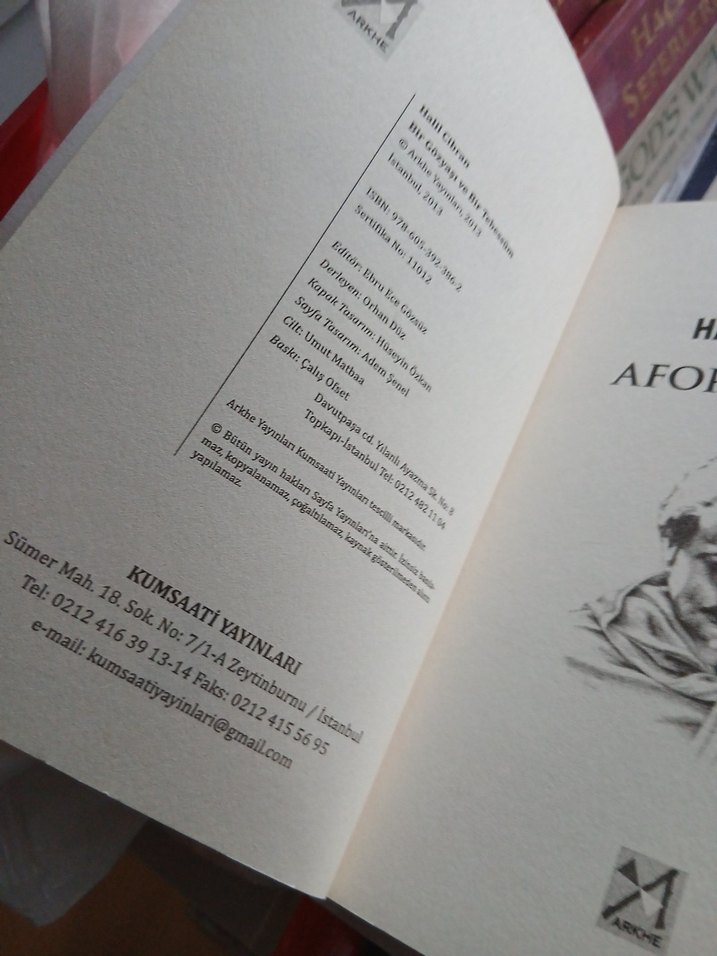 ARKHE
Halil Cibran
Bir Gözyaşı ve Bir Tebessüm
© Arkhe Yayınları, 2013
İstanbul, 2013
ISBN: 978-605-392-386-2
Sertifika No: 11012
Editör: Ebru Ece Gözsüz
Derleyen: Orhan Düz
Kapak Tasarım: Hüseyin Özkan
Sayfa Tasarım: Adem Şenel
Cilt: Umut Matbaa
Baskı: Çalış Ofset
Davutpaşa cd. Yılanlı Ayazma Sk. No: 8
Topkapı-İstanbul Tel: 0212 482 11 04
Arkhe Yayınları Kumsaati Yayınları tescilli markasıdır.
© Bütün yayın hakları Sayfa Yayınları'na aittir. İzinsiz bası-
maz, kopyalanamaz, çoğaltılamaz, kaynak gösterilmeden alıntı
yapılamaz.
KUMSAATİ YAYINLARI
Sümer Mah. 18. Sok. No: 7/1-A Zeytinburnu / İstanbul
Tel: 0212 416 39 13-14 Faks: 0212 415 56 95
e-mail: kumsaatiyayinlari@gmail.com
AFOR
ARKHE
HAÇ
SEFERLERİ